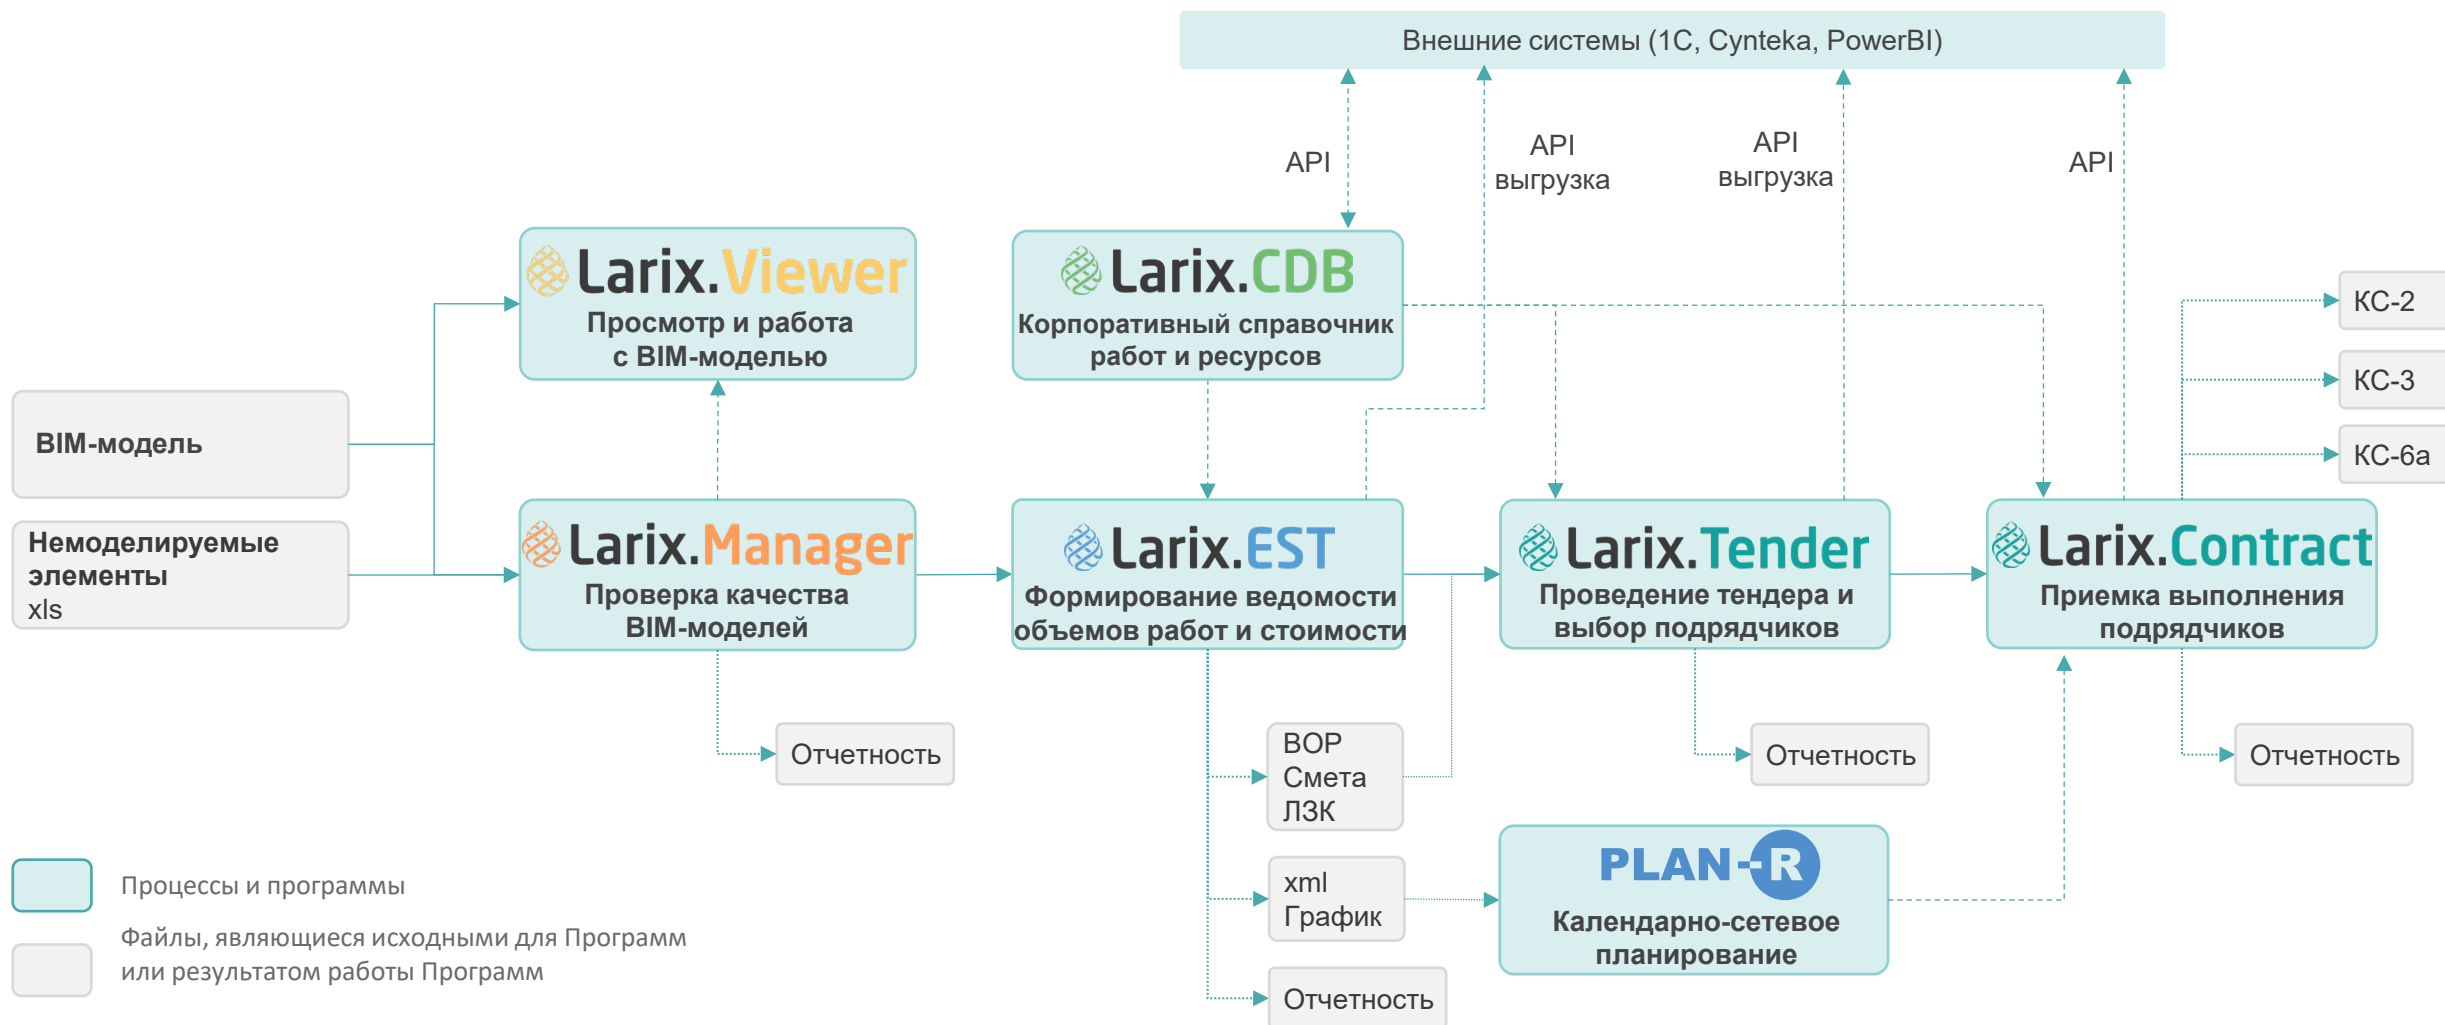 Внешние системы (1С, Cynteka, PowerBI)
API
API
выгрузка
API
выгрузка
API
Larix.Viewer
Просмотр и работа
с BIM-моделью
Larix.CDB
Корпоративный справочник
работ и ресурсов
КС-2
КС-3
КС-6а
BIM-модель
Немоделируемые
элементы
xls
Larix.Manager
Проверка качества
BIM-моделей
Larix.EST
Формирование ведомости
объемов работ и стоимости
Larix.Tender
Проведение тендера и
выбор подрядчиков
Larix.Contract
Приемка выполнения
подрядчиков
Отчетность
ВОР
Смета
ЛЗК
Отчетность
Отчетность
xml
График
PLAN-R
Календарно-сетевое
планирование
Отчетность
Процессы и программы
Файлы, являющиеся исходными для Программ
или результатом работы Программ